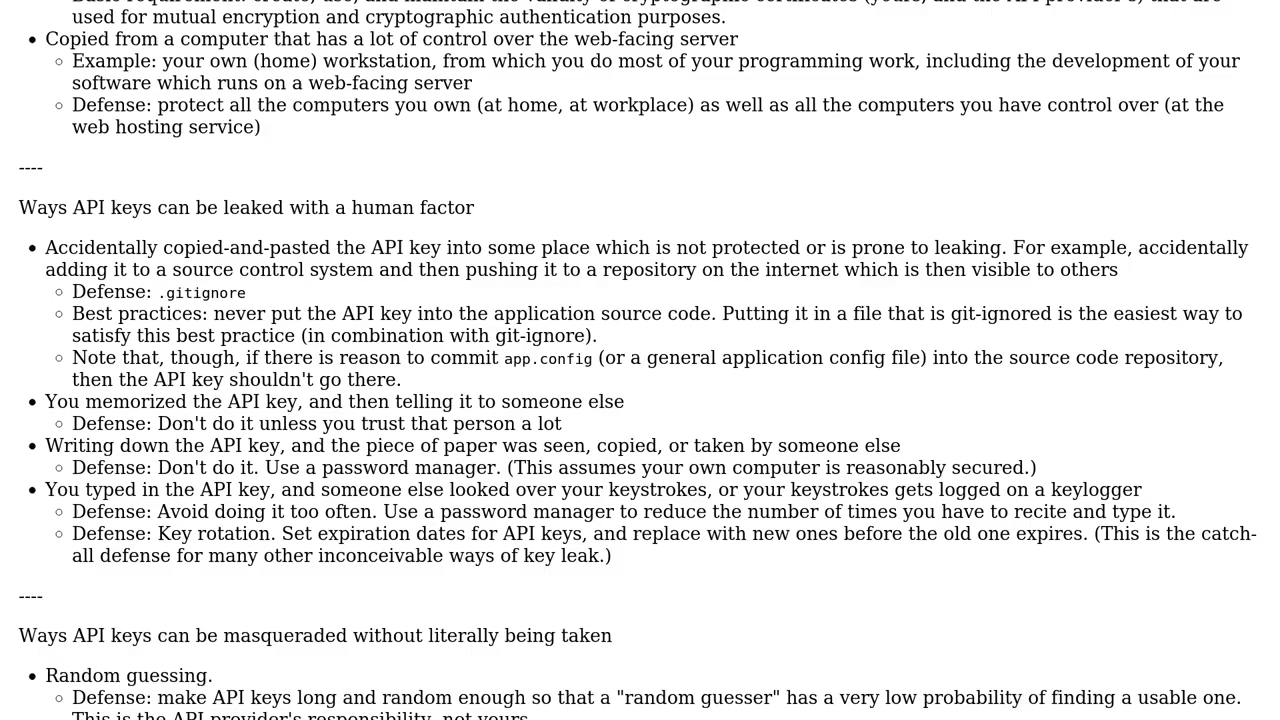 used for mutual encryption and cryptographic authentication purposes.
Copied from a computer that has a lot of control over the web-facing server
Example: your own (home) workstation, from which you do most of your programming work, including the development of your
software which runs on a web-facing server
Defense: protect all the computers you own (at home, at workplace) as well as all the computers you have control over (at the
web hosting service)
----
Ways API keys can be leaked with a human factor
Accidentally copied-and-pasted the API key into some place which is not protected or is prone to leaking. For example, accidentally
adding it to a source control system and then pushing it to a repository on the internet which is then visible to others
Defense: .gitignore
Best practices: never put the API key into the application source code. Putting it in a file that is git-ignored is the easiest way to
satisfy this best practice (in combination with git-ignore).
Note that, though, if there is reason to commit app.config (or a general application config file) into the source code repository,
then the API key shouldn't go there.
You memorized the API key, and then telling it to someone else
Defense: Don't do it unless you trust that person a lot
Writing down the API key, and the piece of paper was seen, copied, or taken by someone else
Defense: Don't do it. Use a password manager. (This assumes your own computer is reasonably secured.)
You typed in the API key, and someone else looked over your keystrokes, or your keystrokes gets logged on a keylogger
Defense: Avoid doing it too often. Use a password manager to reduce the number of times you have to recite and type it.
Defense: Key rotation. Set expiration dates for API keys, and replace with new ones before the old one expires. (This is the catch-
all defense for many other inconceivable ways of key leak.)
----
Ways API keys can be masqueraded without literally being taken
Random guessing.
Defense: make API keys long and random enough so that a "random guesser" has a very low probability of finding a usable one.
This is the API provider's responsibility, not yours